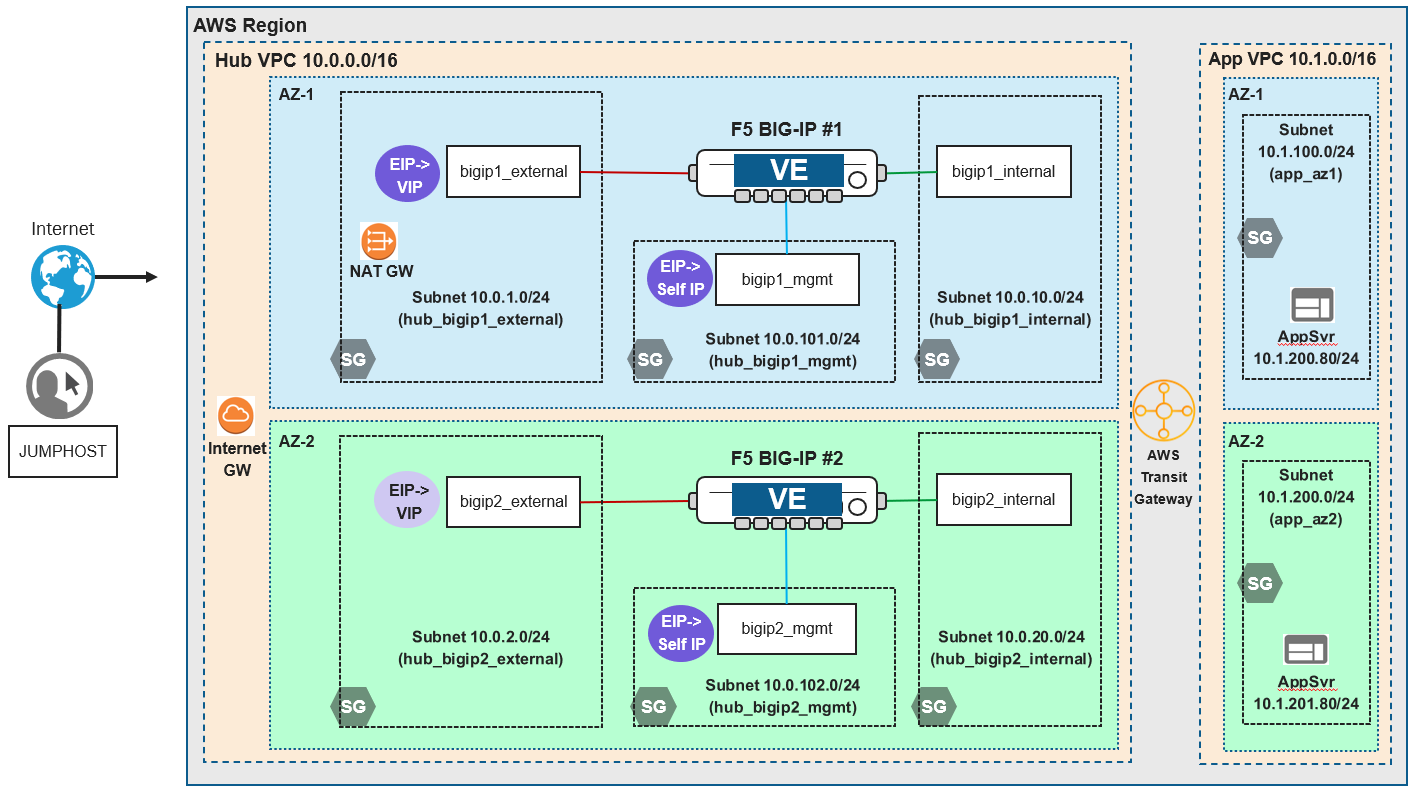 AWS Region
Hub VPC 10.0.0.0/16
AZ-1
EIP->
VIP
bigip1_external
NAT GW
Subnet 10.0.1.0/24
(hub_bigip1_external)
SG
F5 BIG-IP #1
VE
EIP->
Self IP
bigip1_mgmt
Subnet 10.0.101.0/24
(hub_bigip1_mgmt)
SG
bigip1_internal
Subnet 10.0.10.0/24
(hub_bigip1_internal)
SG
Internet
JUMPHOST
Internet
GW
AZ-2
EIP->
VIP
bigip2_external
Subnet 10.0.2.0/24
(hub_bigip2_external)
SG
F5 BIG-IP #2
VE
EIP->
Self IP
bigip2_mgmt
Subnet 10.0.102.0/24
(hub_bigip2_mgmt)
SG
bigip2_internal
Subnet 10.0.20.0/24
(hub_bigip2_internal)
SG
AWS
Transit
Gateway
App VPC 10.1.0.0/16
AZ-1
Subnet
10.1.100.0/24
(app_az1)
SG
AppSvr
10.1.200.80/24
AZ-2
Subnet
10.1.200.0/24
(app_az2)
SG
AppSvr
10.1.201.80/24